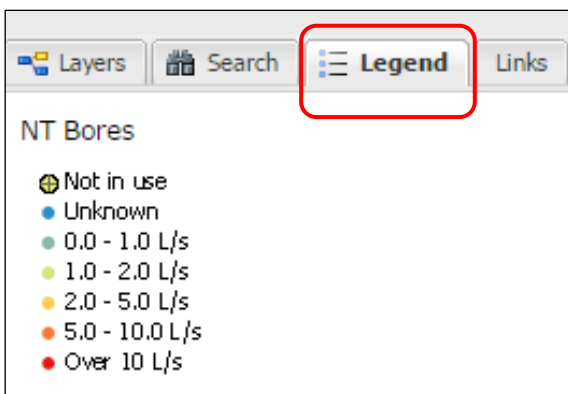 Layers Search Legend Links
NT Bores
Not in use
Unknown
0.0 - 1.0 L/s
1.0 - 2.0 L/s
2.0 - 5.0 L/s
5.0 - 10.0 L/s
Over 10 L/s